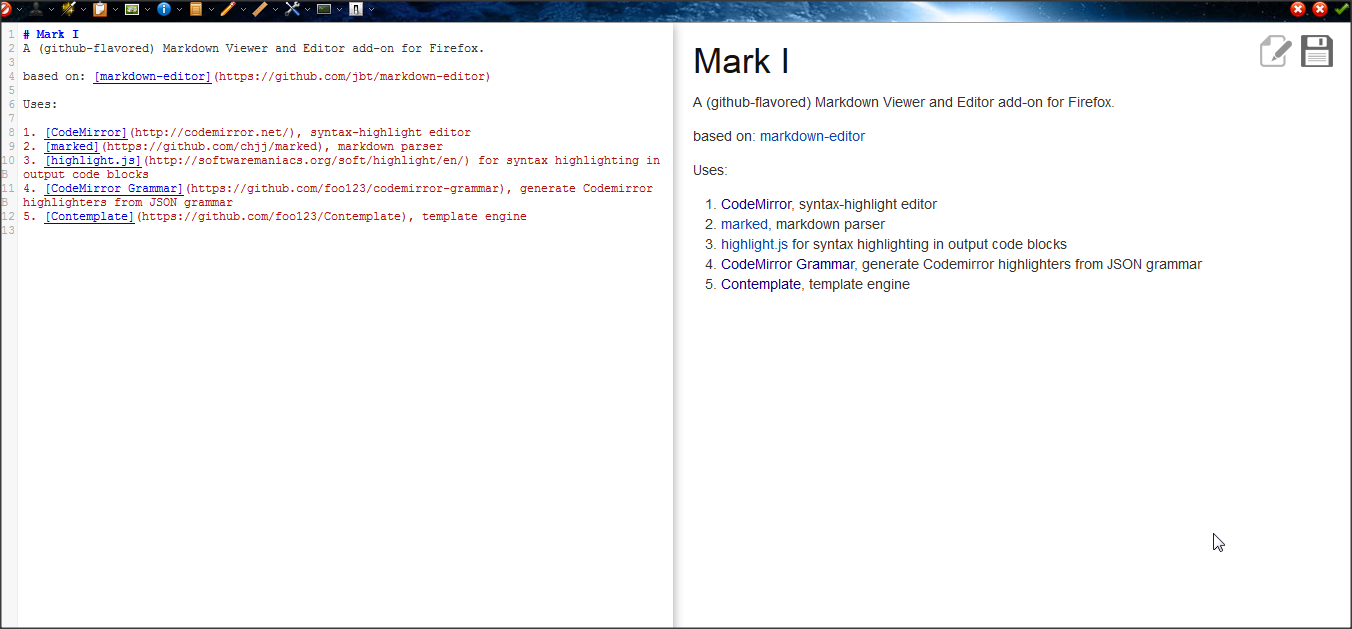 1 # Mark I
2 A (github-flavored) Markdown Viewer and Editor add-on for Firefox.
3
4 based on: [markdown-editor](https://github.com/jbt/markdown-editor)
5
6 Uses:
7
8 1. [CodeMirror](http://codemirror.net/), syntax-highlight editor
9 2. [marked](https://github.com/chjj/marked), markdown parser
10 3. [highlight.js](http://softwaremaniacs.org/soft/highlight/en/) for syntax highlighting in
B output code blocks
11 4. [CodeMirror Grammar](https://github.com/foo123/codemirror-grammar), generate Codemirror
B highlighters from JSON grammar
12 5. [Contemplate](https://github.com/foo123/Contemplate), template engine
13
Mark I
A (github-flavored) Markdown Viewer and Editor add-on for Firefox.
based on: markdown-editor
Uses:
1. CodeMirror, syntax-highlight editor
2. marked, markdown parser
3. highlight.js for syntax highlighting in output code blocks
4. CodeMirror Grammar, generate Codemirror highlighters from JSON grammar
5. Contemplate, template engine